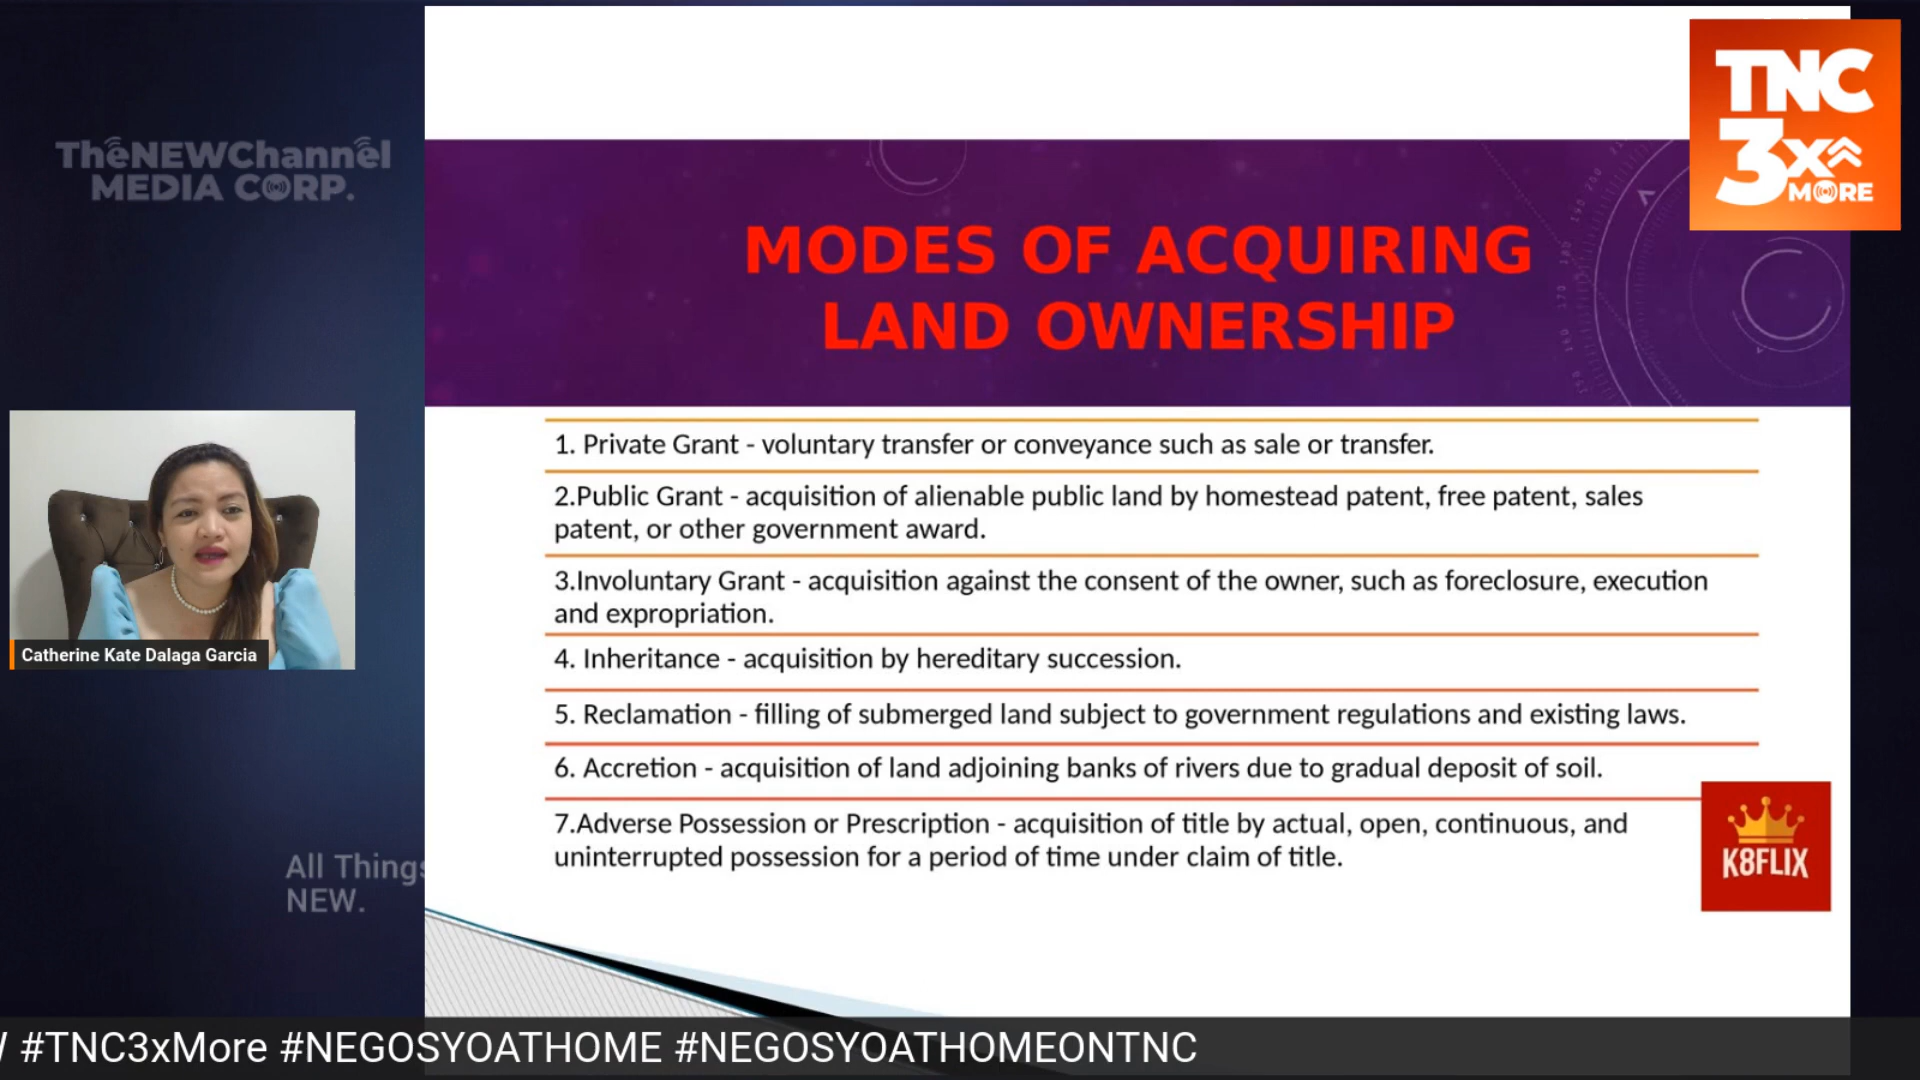 TheNEWChannel
MEDIA CORP.
TNC
3x
MORE
MODES OF ACQUIRING
LAND OWNERSHIP
1. Private Grant - voluntary transfer or conveyance such as sale or transfer.
2.Public Grant - acquisition of alienable public land by homestead patent, free patent, sales
patent, or other government award.
3.Involuntary Grant - acquisition against the consent of the owner, such as foreclosure, execution
and expropriation.
4. Inheritance - acquisition by hereditary succession.
5. Reclamation - filling of submerged land subject to government regulations and existing laws.
6. Accretion - acquisition of land adjoining banks of rivers due to gradual deposit of soil.
7.Adverse Possession or Prescription - acquisition of title by actual, open, continuous, and
uninterrupted possession for a period of time under claim of title.
Catherine Kate Dalaga Garcia
All Things
NEW.
K8FLIX
#TNC3xMore #NEGOSYOATHOME #NEGOSYOATHOMEONTNC